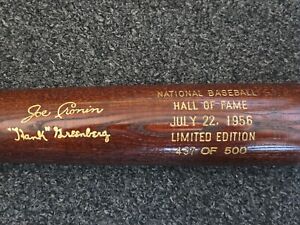 Joe Cronin
"Hank" Greenberg
NATIONAL BASEBALL
HALL OF FAME
JULY 22, 1956
LIMITED EDITION
437 OF 500